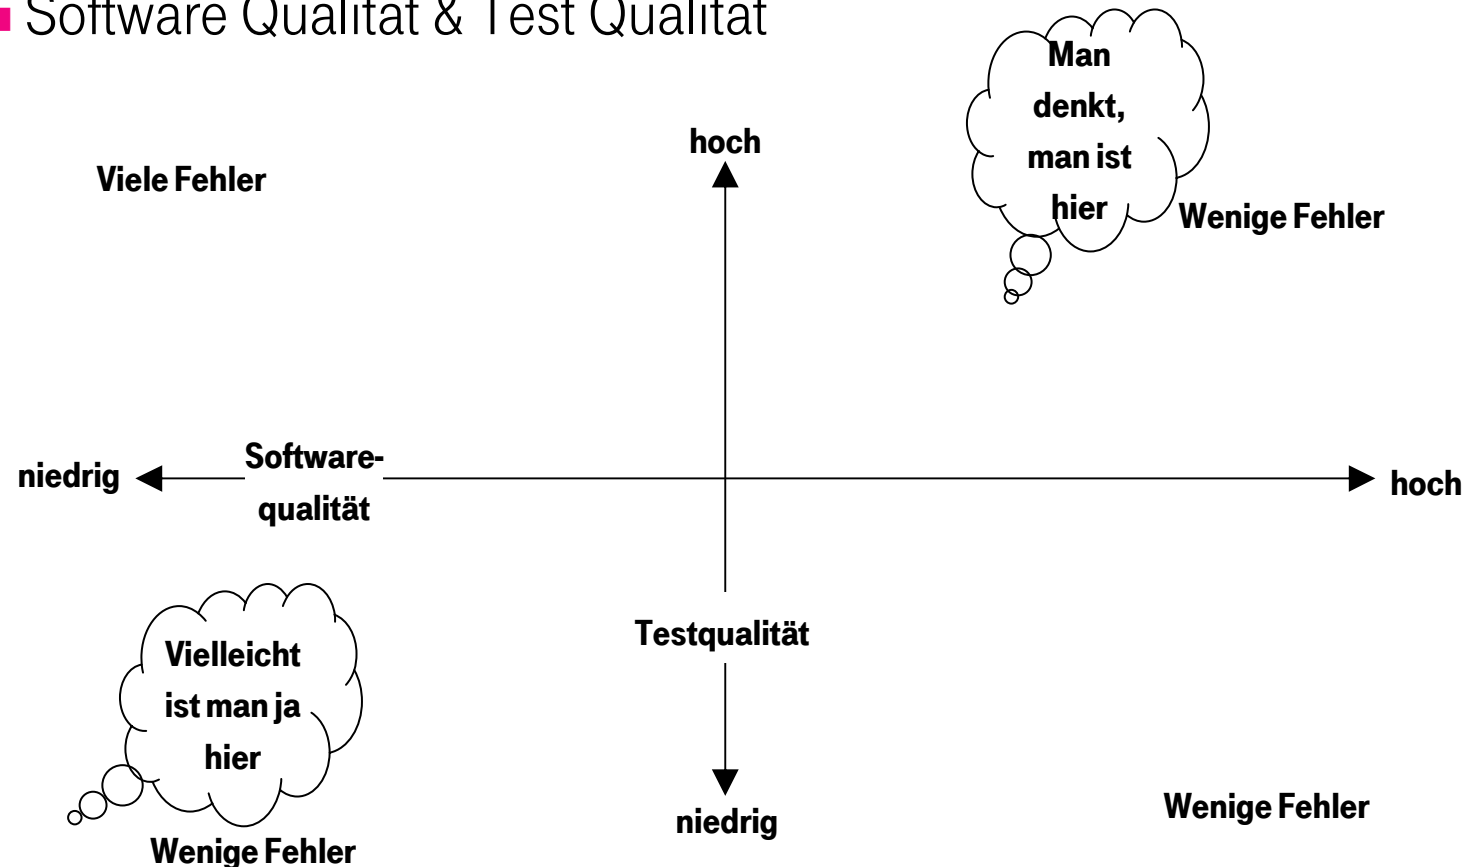 Software Qualität & Test Qualität
Man
denkt,
man ist
hier
hoch
Viele Fehler
Wenige Fehler
niedrig
Software-
qualität
hoch
Vielleicht
ist man ja
hier
Testqualität
niedrig
Wenige Fehler
Wenige Fehler